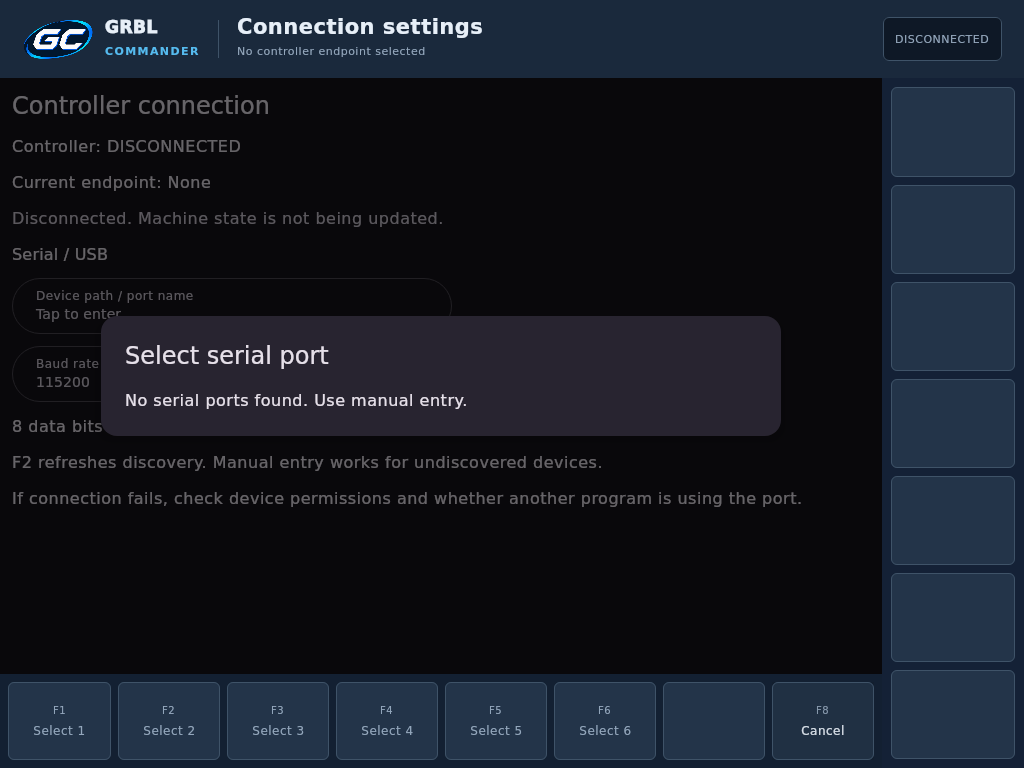 GC
GRBL
COMMANDER
Connection settings
No controller endpoint selected
DISCONNECTED
Controller connection
Controller: DISCONNECTED
Current endpoint: None
Disconnected. Machine state is not being updated.
Serial / USB
Device path / port name
Tap to enter
Baud rate
115200
Select serial port
No serial ports found. Use manual entry.
8 data bits
F2 refreshes discovery. Manual entry works for undiscovered devices.
If connection fails, check device permissions and whether another program is using the port.
F1
Select 1
F2
Select 2
F3
Select 3
F4
Select 4
F5
Select 5
F6
Select 6
F8
Cancel